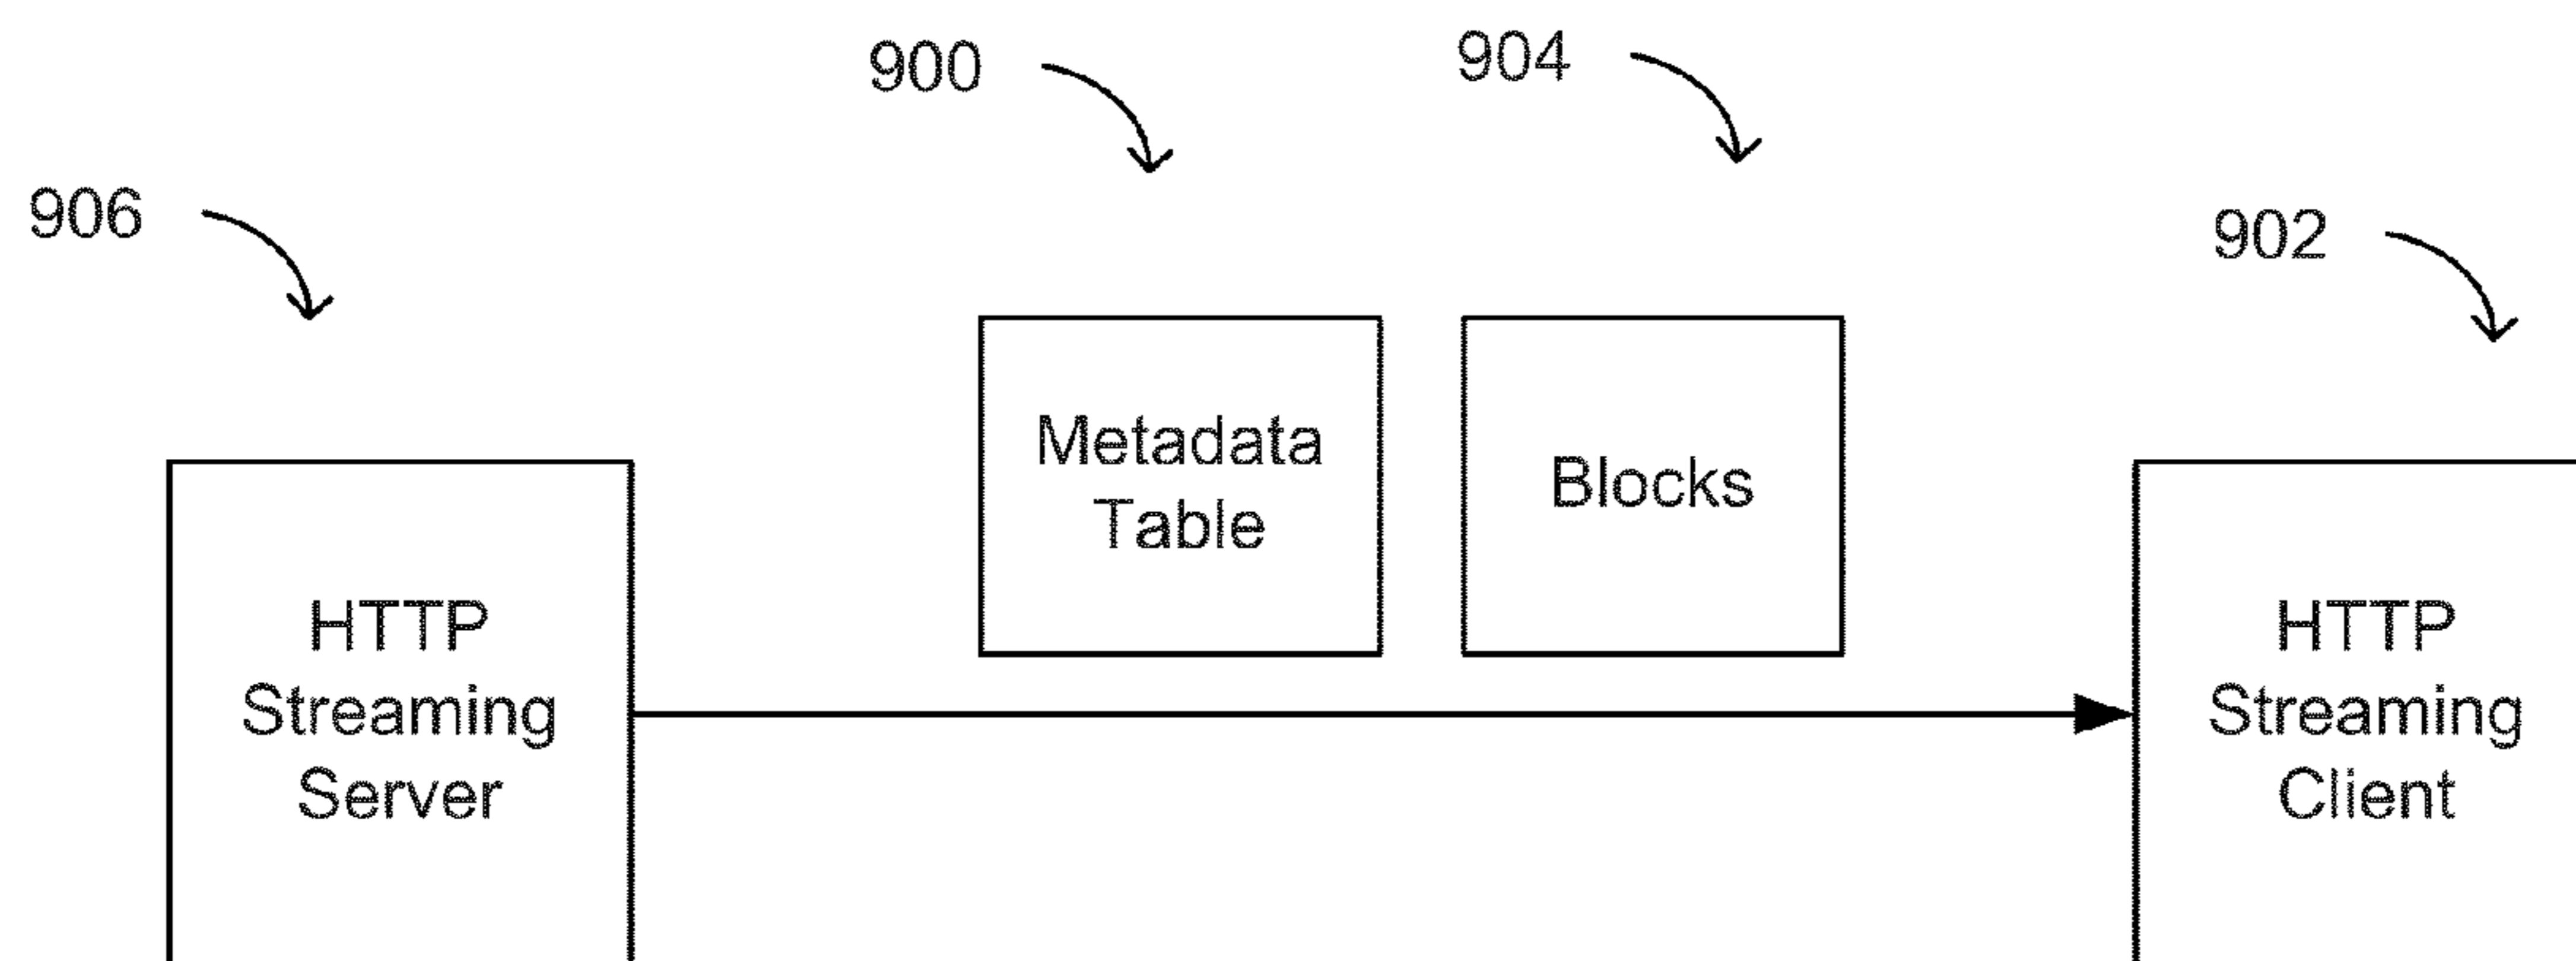 900
904
906
902
Metadata
Table
Blocks
HTTP
Streaming
Server
HTTP
Streaming
Client